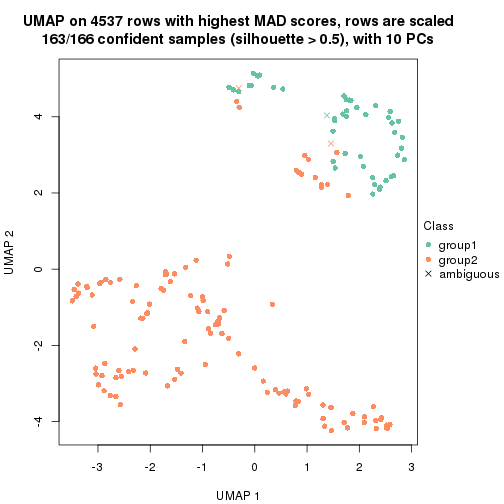 UMAP on 4537 rows with highest MAD scores, rows are scaled
163/166 confident samples (silhouette > 0.5), with 10 PCs
4
2
0
-2
-4
UMAP 2
-3
-2
-1
0
1
2
3
UMAP 1
Class
group1
group2
ambiguous